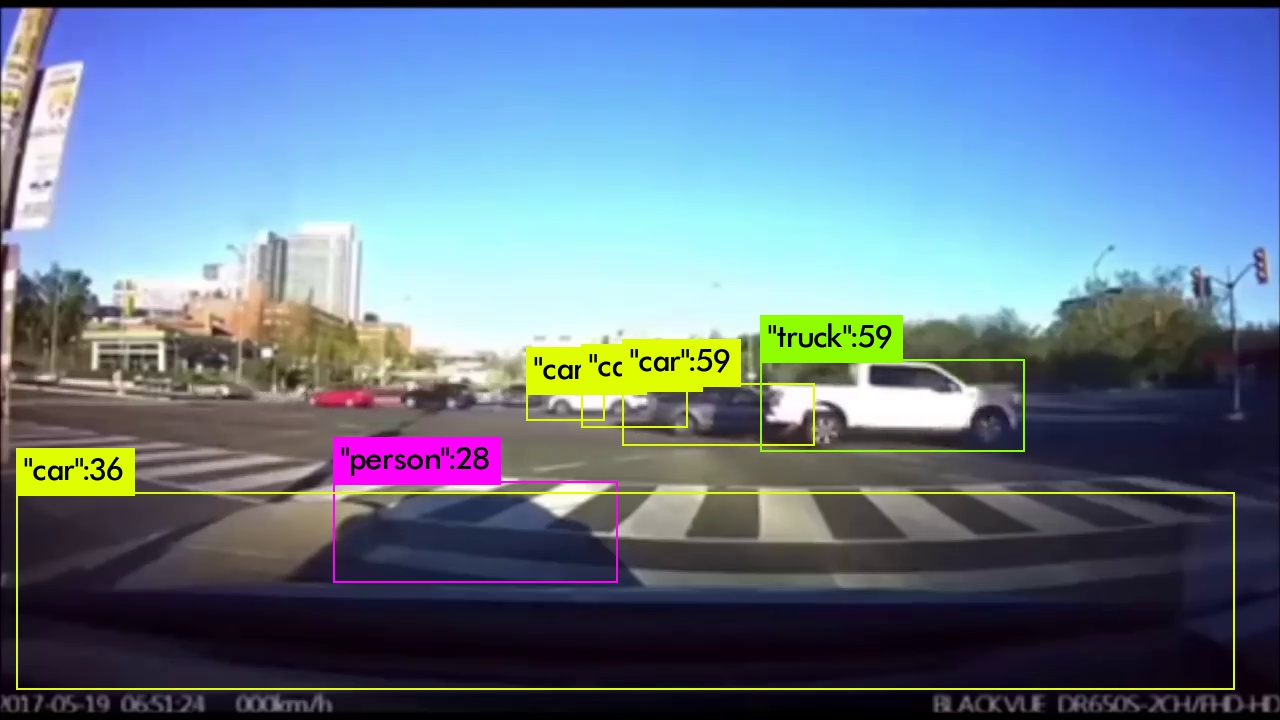 "truck":59
"car
"ca
"car":59
"person":28
"car":36
2017-05-19 06:51:24 000km/h
BLACKVUE DR650S-2CH/FHD-HD